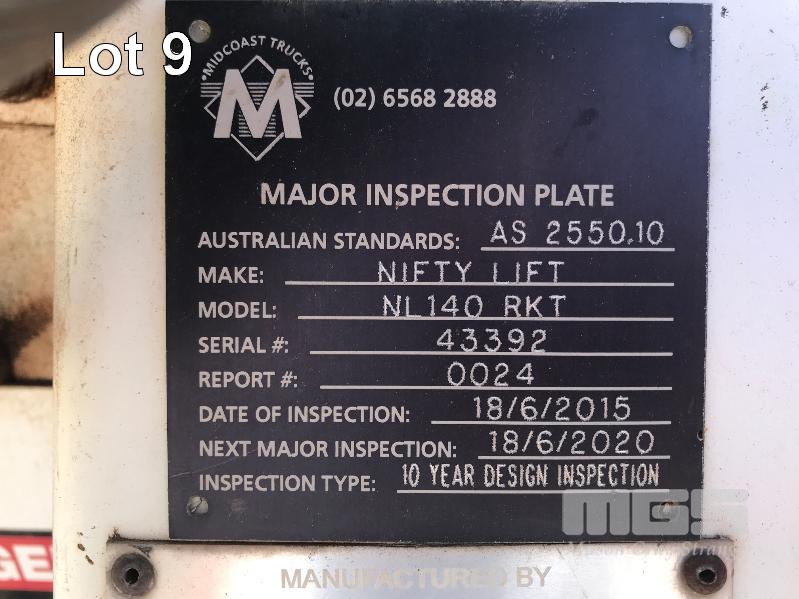 Lot 9
MIDCOAST TRUCKS
M
(02) 6568 2888
MAJOR INSPECTION PLATE
AUSTRALIAN STANDARDS: AS 2550.10
MAKE: NIFTY LIFT
MODEL: NL140 RKT
SERIAL #: 43392
REPORT #: 0024
DATE OF INSPECTION: 18/6/2015
NEXT MAJOR INSPECTION: 18/6/2020
INSPECTION TYPE: 10 YEAR DESIGN INSPECTION
MGS
MANUFACTURED BY